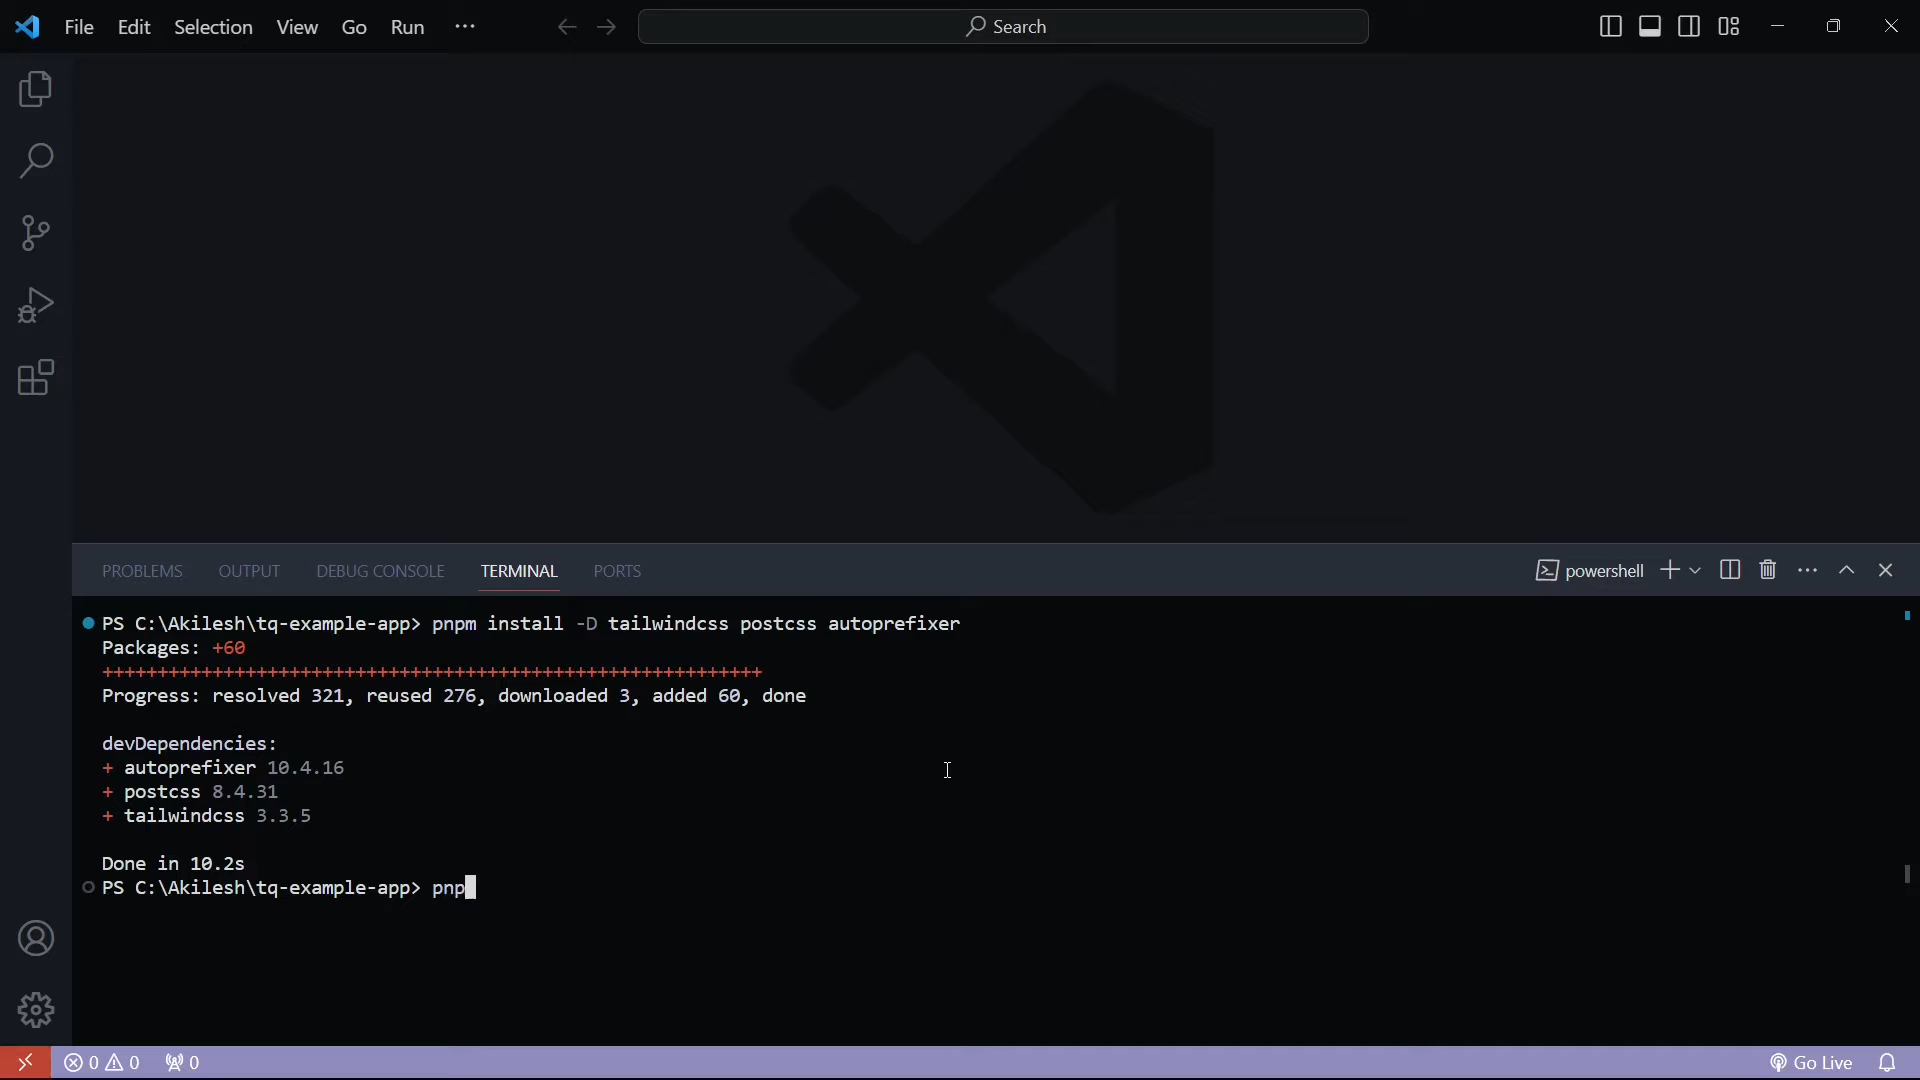 File Edit Selection View Go Run ··· Search
PROBLEMS OUTPUT DEBUG CONSOLE TERMINAL PORTS powershell
PS C:\Akilesh\tq-example-app> pnpm install -D tailwindcss postcss autoprefixer
Packages: +60
++++++++++++++++++++++++++++++++++++++++++++++++++++++++++++
Progress: resolved 321, reused 276, downloaded 3, added 60, done
devDependencies:
+ autoprefixer 10.4.16
+ postcss 8.4.31
+ tailwindcss 3.3.5
Done in 10.2s
PS C:\Akilesh\tq-example-app> pnp
0 0 0 Go Live